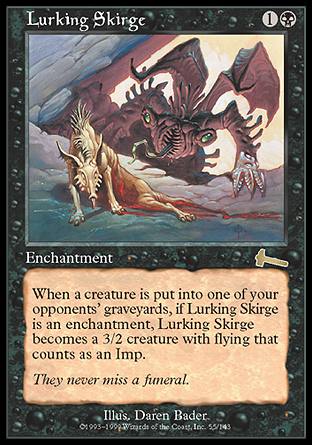 Lurking Skirge 1
Enchantment
When a creature is put into one of your
opponents' graveyards, if Lurking Skirge
is an enchantment, Lurking Skirge
becomes a 3/2 creature with flying that
counts as an Imp.
They never miss a funeral.
Illus. Daren Bader
©1993-1999 Wizards of the Coast, Inc. 55/143